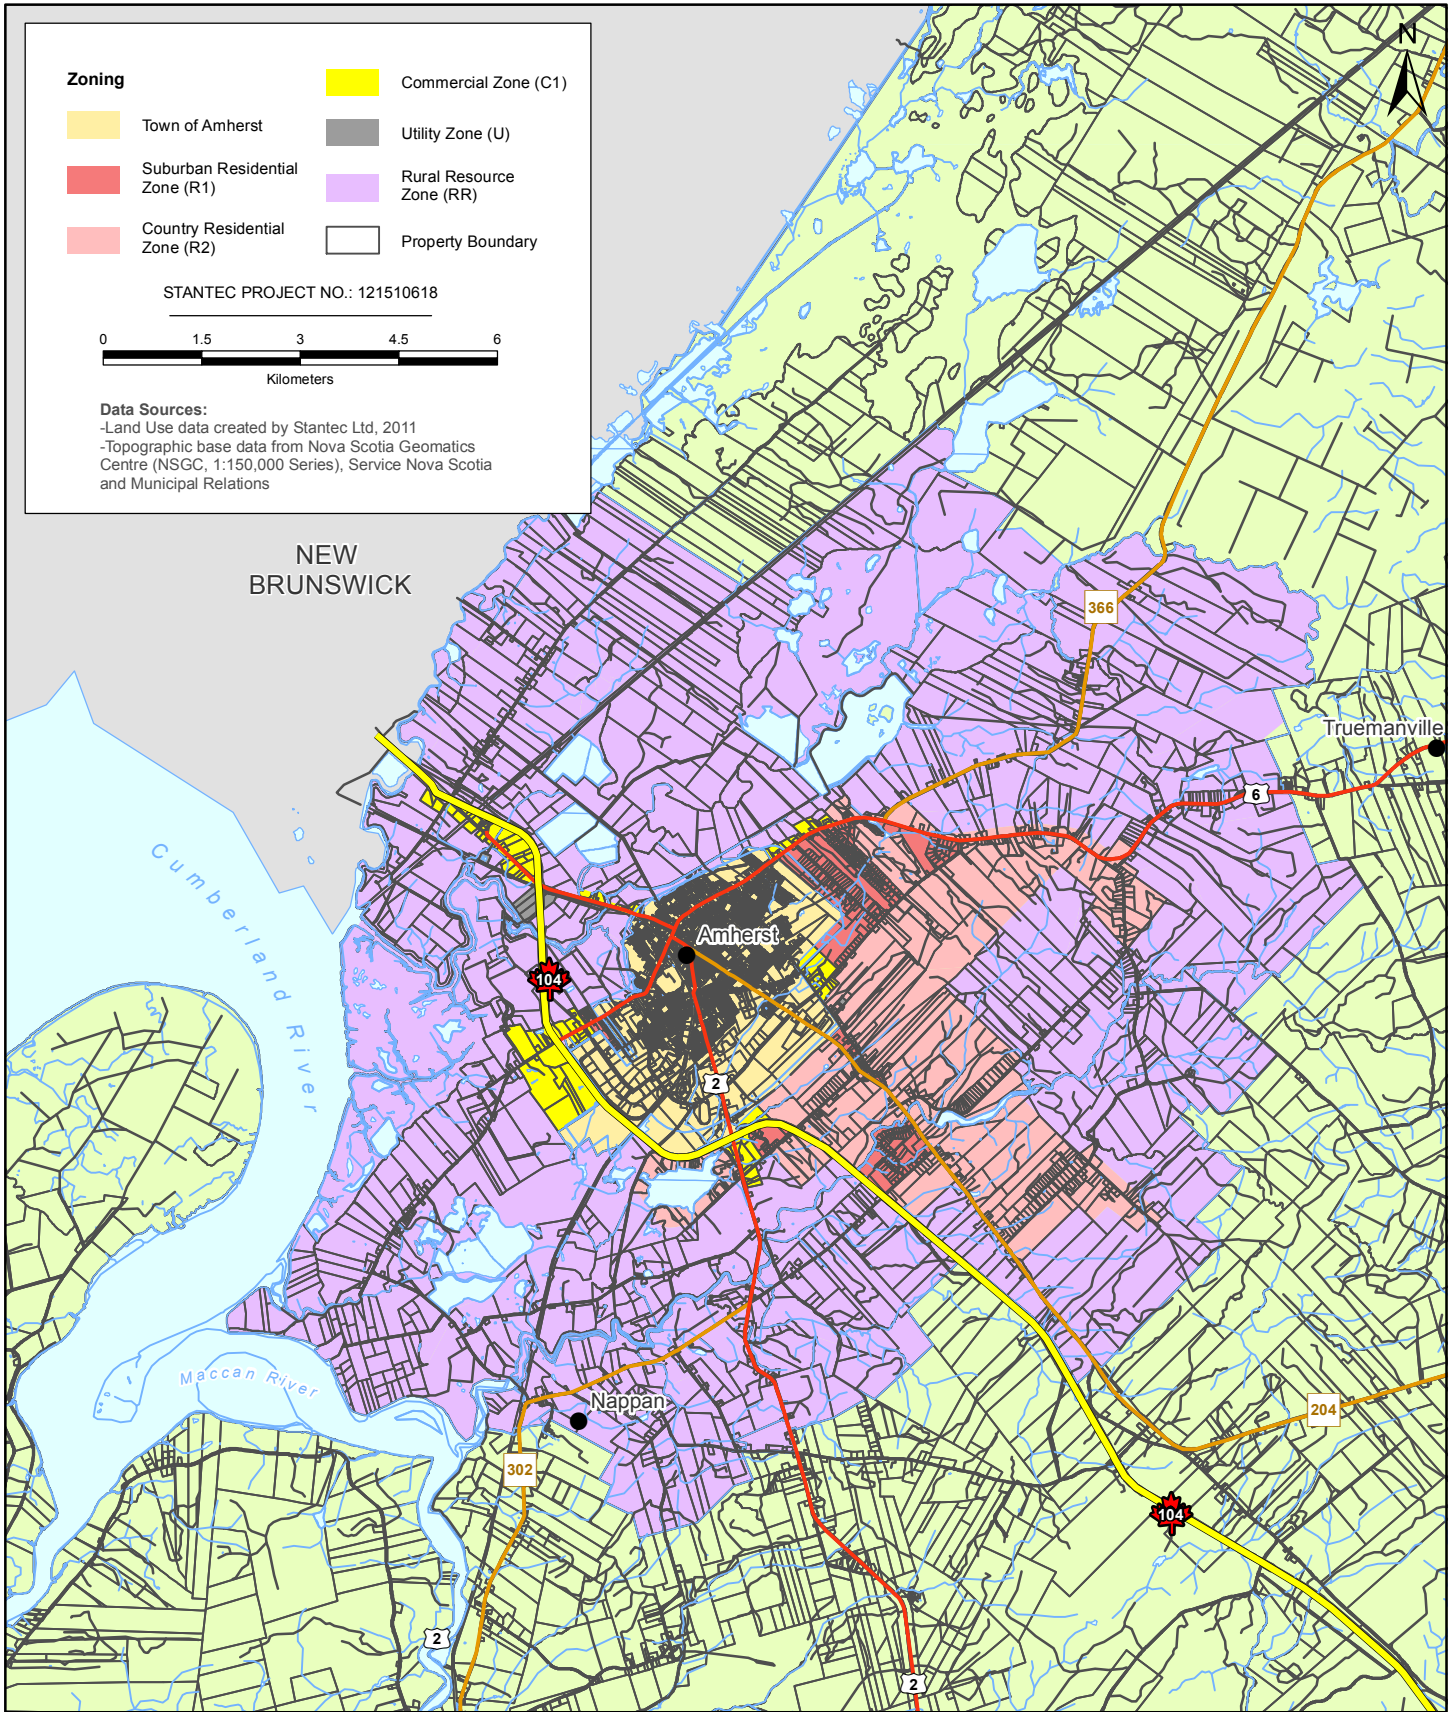 Zoning
Town of Amherst
Suburban Residential
Zone (R1)
Country Residential
Zone (R2)
Commercial Zone (C1)
Utility Zone (U)
Rural Resource
Zone (RR)
Property Boundary
STANTEC PROJECT NO.: 121510618
0 1.5 3 4.5 6
Kilometers
Data Sources:
-Land Use data created by Stantec Ltd, 2011
-Topographic base data from Nova Scotia Geomatics
Centre (NSGC, 1:150,000 Series), Service Nova Scotia
and Municipal Relations
N
NEW
BRUNSWICK
366
Truemanville
6
Cumberland River
Amherst
104
2
Maccan River
Nappan
204
302
104
2
2